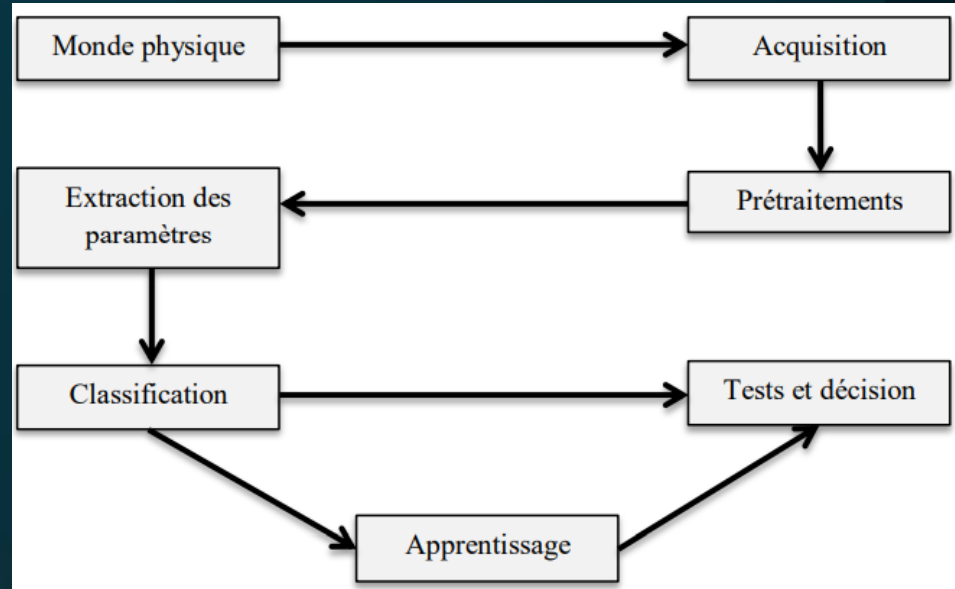 Monde physique
Acquisition
Extraction des
paramètres
Prétraitements
Classification
Tests et décision
Apprentissage